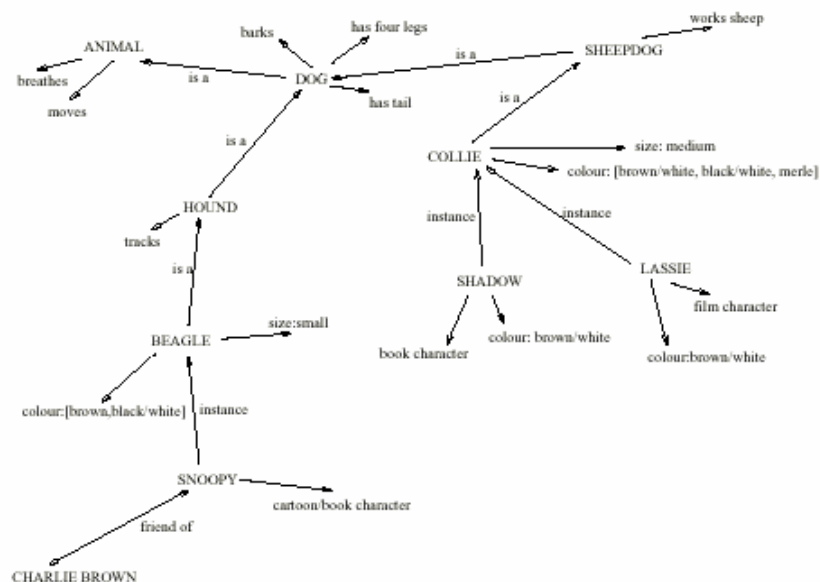 works sheep
has four legs
barks
ANIMAL
SHEEPDOG
is a
breathes
is a
DOG
is a
has tail
moves
is a
size: medium
COLLIE
colour: [brown/white, black/white, merle]
HOUND
instance
instance
tracks
is a
SHADOW
LASSIE
film character
size:small
BEAGLE
colour: brown/white
book character
colour:brown/white
colour:[brown,black/white]
instance
SNOOPY
cartoon/book character
friend of
CHARLIE BROWN